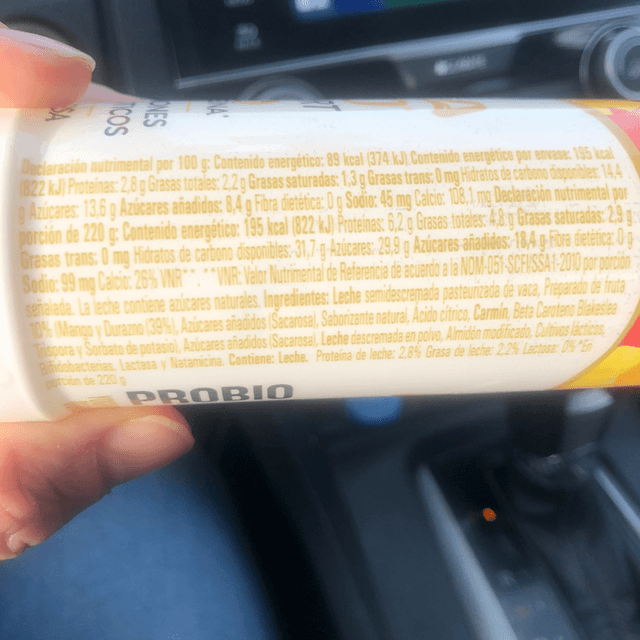 COS
ONES
Declaración nutrimental por 100 g: Contenido energético: 89 kcal (374 kJ) Contenido energético por envase: 195 kcal
(822 kJ) Proteínas: 2,8 g Grasas totales: 2,2 g Grasas saturadas: 1,3 g Grasas trans: 0 mg Hidratos de carbono disponibles: 14,4
g Azúcares: 13,6 g Azúcares añadidos: 8,4 g Fibra dietética: 0 g Sodio: 45 mg Calcio: 108,1 mg Declaración nutrimental por
porción de 220 g: Contenido energético: 195 kcal (822 kJ) Proteínas: 6,2 g Grasas totales: 4,8 g Grasas saturadas: 2,9 g
Grasas trans: 0 mg Hidratos de carbono disponibles: 31,7 g Azúcares: 29,9 g Azúcares añadidos: 18,4 g Fibra dietética: 0 g
Sodio: 99 mg Calcio: 26% VNR VNR: Valor Nutrimental de Referencia de acuerdo a la NOM-051-SCFI/SSA1-2010 por
La leche contiene azúcares naturales. Ingredientes: Leche semidescremada pasteurizada de vaca, Preparado de fruta
(Mango y Durazno (39%), Azúcares añadidos (Sacarosa), Saborizante natural, Ácido cítrico, Carmín, Beta Caroteno
y Sorbato de potasio), Azúcares añadidos (Sacarosa), Leche descremada en polvo, Almidón modificado, Cultivos lácticos,
Lactasa y Natamicina. Contiene: Leche. Proteína de leche: 2,8% Grasa de leche: 2,2%
porción de 220 g
PROBIO